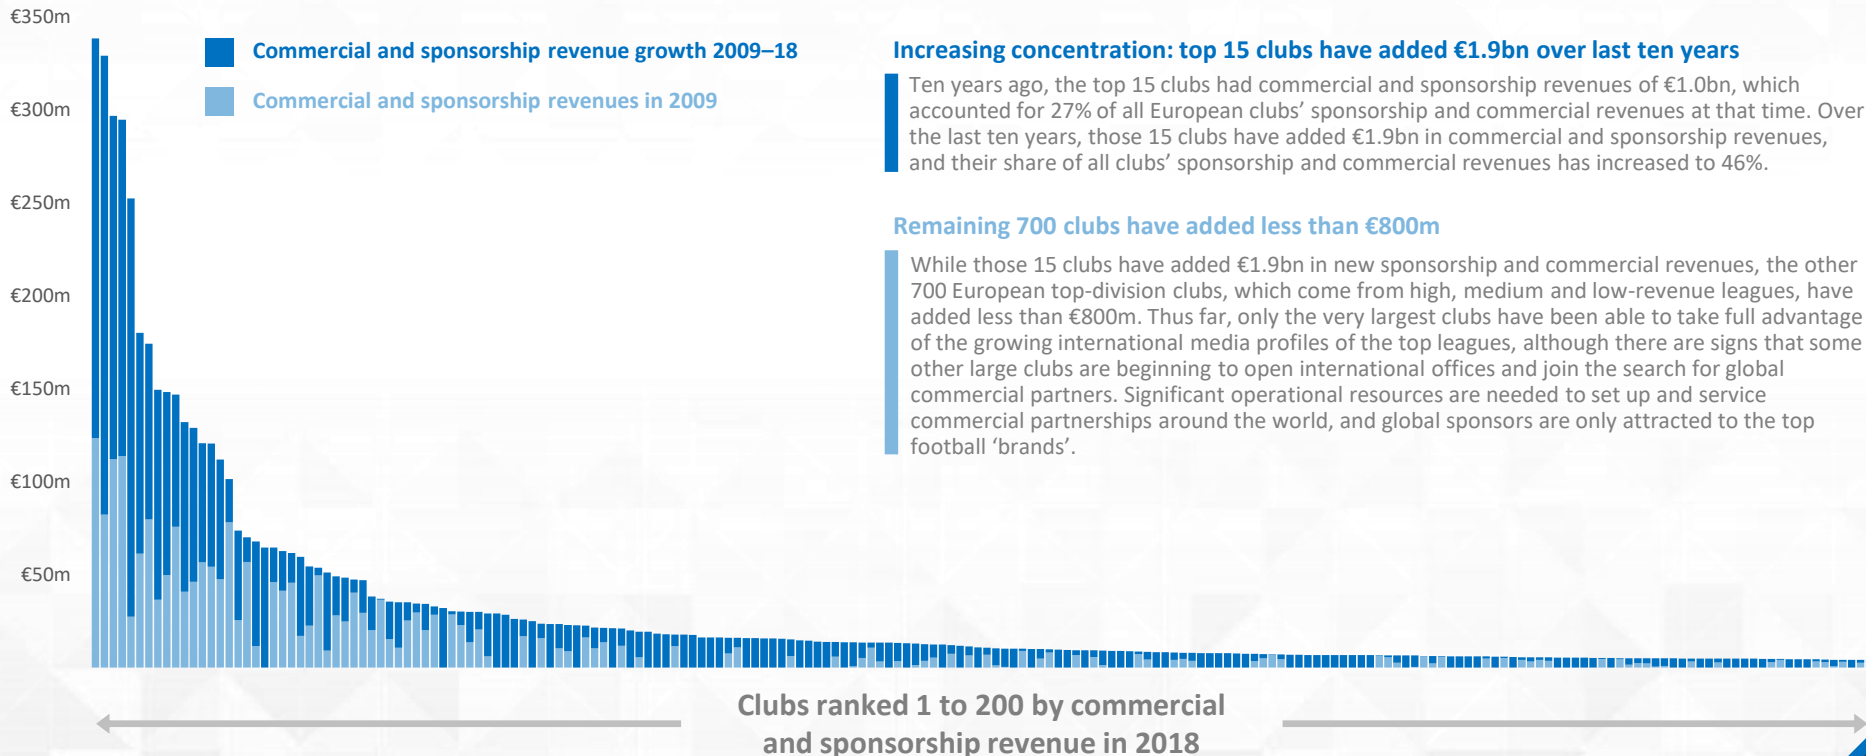 €350m
€300m
€250m
€200m
€150m
€100m
€50m
Commercial and sponsorship revenue growth 2009–18
Commercial and sponsorship revenues in 2009
Increasing concentration: top 15 clubs have added €1.9bn over last ten years
Ten years ago, the top 15 clubs had commercial and sponsorship revenues of €1.0bn, which
accounted for 27% of all European clubs’ sponsorship and commercial revenues at that time. Over
the last ten years, those 15 clubs have added €1.9bn in commercial and sponsorship revenues,
and their share of all clubs’ sponsorship and commercial revenues has increased to 46%.
Remaining 700 clubs have added less than €800m
While those 15 clubs have added €1.9bn in new sponsorship and commercial revenues, the other
700 European top-division clubs, which come from high, medium and low-revenue leagues, have
added less than €800m. Thus far, only the very largest clubs have been able to take full advantage
of the growing international media profiles of the top leagues, although there are signs that some
other large clubs are beginning to open international offices and join the search for global
commercial partners. Significant operational resources are needed to set up and service
commercial partnerships around the world, and global sponsors are only attracted to the top
football ‘brands’.
Clubs ranked 1 to 200 by commercial
and sponsorship revenue in 2018